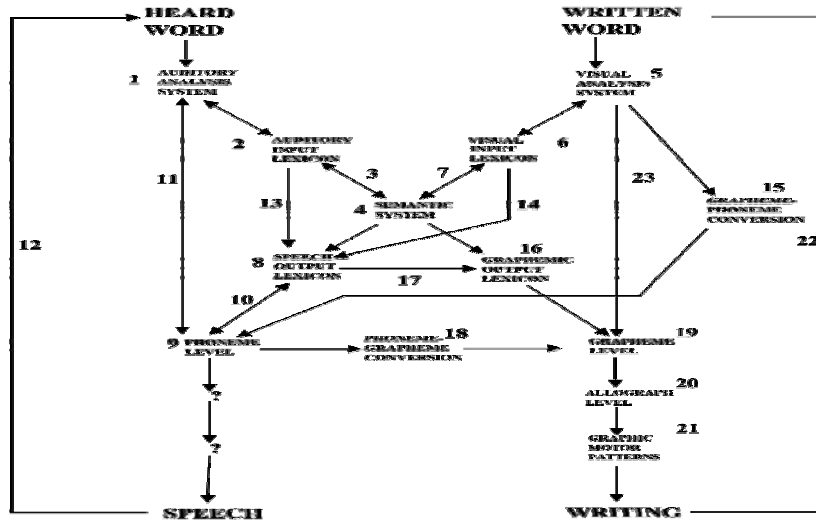 HEARD
WORD
WRITTEN
WORD
1
AUDITORY
ANALYSIS
SYSTEM
VISUAL
ANALYSIS
SYSTEM
5
2
AUDITORY
INPUT
LEXICON
VISUAL
INPUT
LEXICON
6
11
3
7
23
15
13
4
SEMANTIC
SYSTEM
14
GRAPHEME-
PHONEME
CONVERSION
12
16
22
8
SPEECH
OUTPUT
LEXICON
GRAPHEMIC
OUTPUT
LEXICON
17
10
9
PHONEME
LEVEL
PHONEME-
GRAPHEME
CONVERSION
18
GRAPHEME
LEVEL
19
?
ALLOGRAPH
LEVEL
20
?
GRAPHIC
MOTOR
PATTERNS
21
SPEECH
WRITING